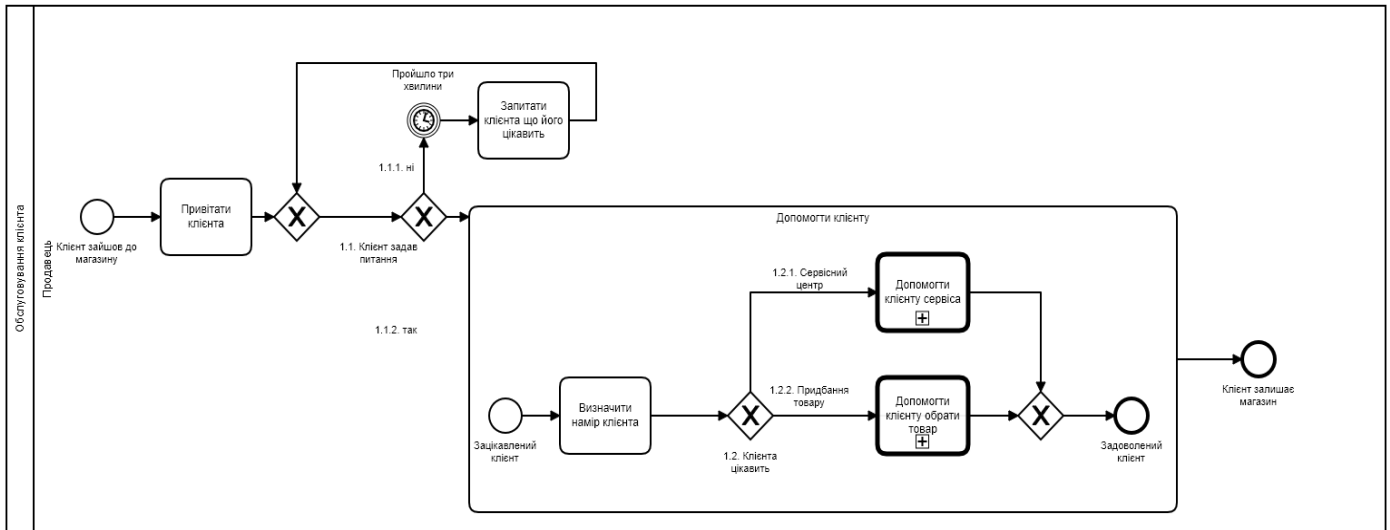 Обслуговування клієнта
Продавець
Клієнт зайшов до
магазину
Привітати
клієнта
1.1. Клієнт задав
питання
1.1.1. ні
Пройшло три
хвилини
Запитати
клієнта що його
цікавить
1.1.2. так
Допомогти клієнту
Зацікавлений
клієнт
Визначити
намір клієнта
1.2. Клієнта
цікавить
1.2.1. Сервісний
центр
Допомогти
клієнту сервіса
1.2.2. Придбання
товару
Допомогти
клієнту обрати
товар
Задоволений
клієнт
Клієнт залишає
магазин